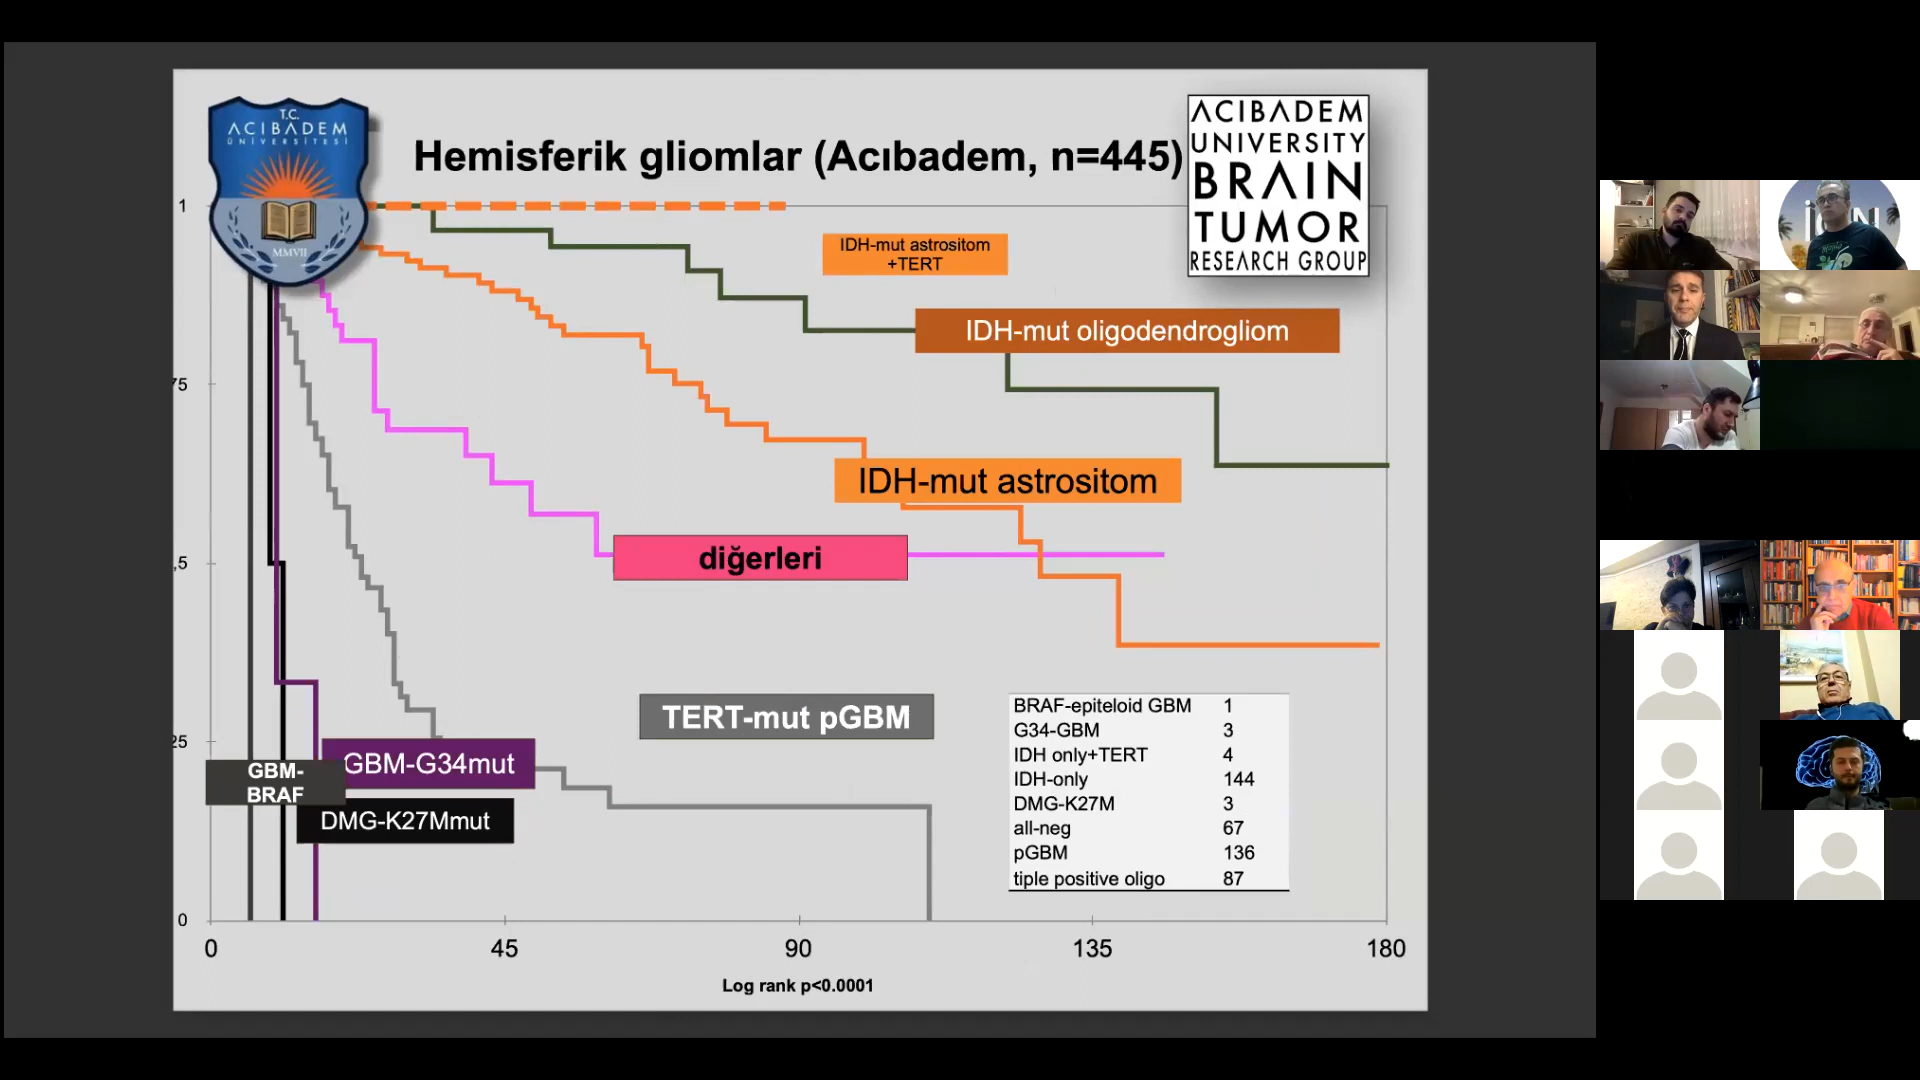 T.C.
ACIBADEM
ÜNİVERSİTESİ
MMVII
Hemisferik gliomlar (Acıbadem, n=445)
ACIBADEM
UNIVERSITY
BRAIN
TUMOR
RESEARCH GROUP
1
IDH-mut astrositom
+TERT
IDH-mut oligodendrogliom
75
IDH-mut astrositom
,5
diğerleri
TERT-mut pGBM
25
GBM-G34mut
GBM-
BRAF
DMG-K27Mmut
BRAF-epiteloid GBM 1
G34-GBM 3
IDH only+TERT 4
IDH-only 144
DMG-K27M 3
all-neg 67
pGBM 136
tiple positive oligo 87
0
0 45 90 135 180
Log rank p<0.0001